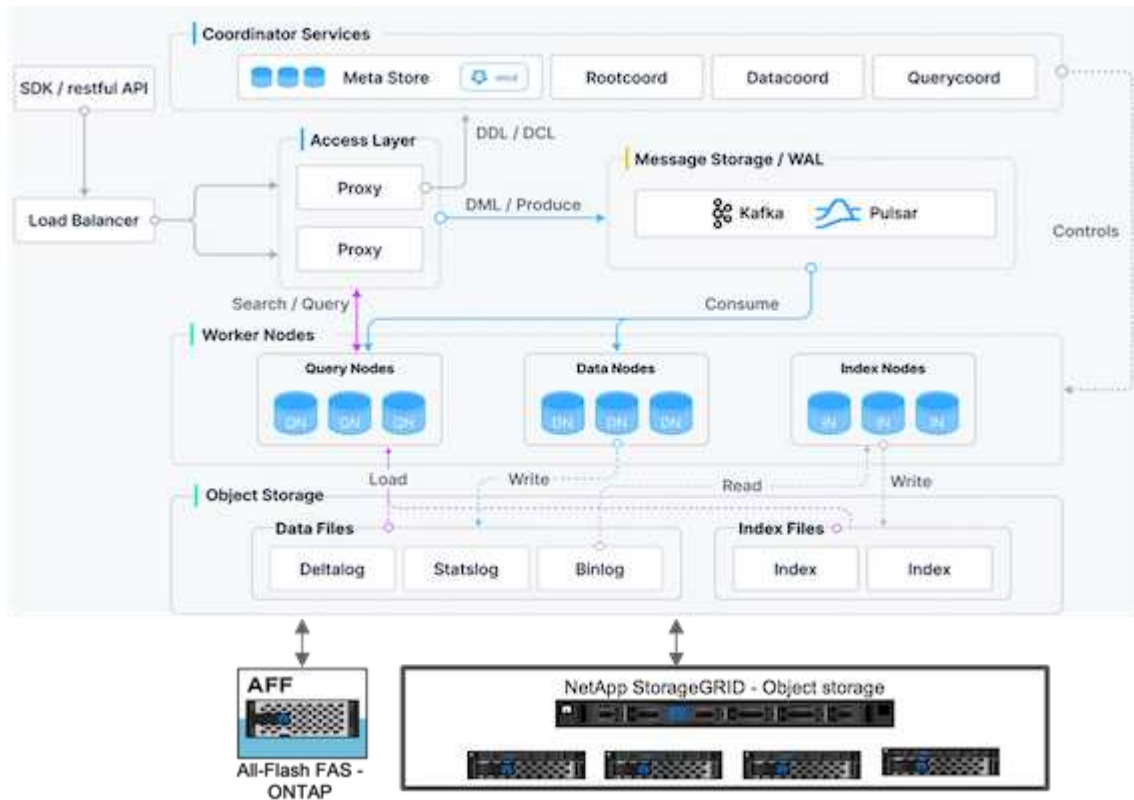 Coordinator Services
Meta Store
etcd
Rootcoord
Datacoord
Querycoord
SDK / restful API
Access Layer
DDL / DCL
Proxy
Proxy
Load Balancer
DML / Produce
Message Storage / WAL
Kafka
Pulsar
Controls
Search / Query
Consume
Worker Nodes
Query Nodes
QN QN QN
Data Nodes
DN DN DN
Index Nodes
IN IN IN
Load
Write
Read
Write
Object Storage
Data Files
Deltalog
Statslog
Binlog
Index Files
Index
Index
AFF
All-Flash FAS -
ONTAP
NetApp StorageGRID - Object storage